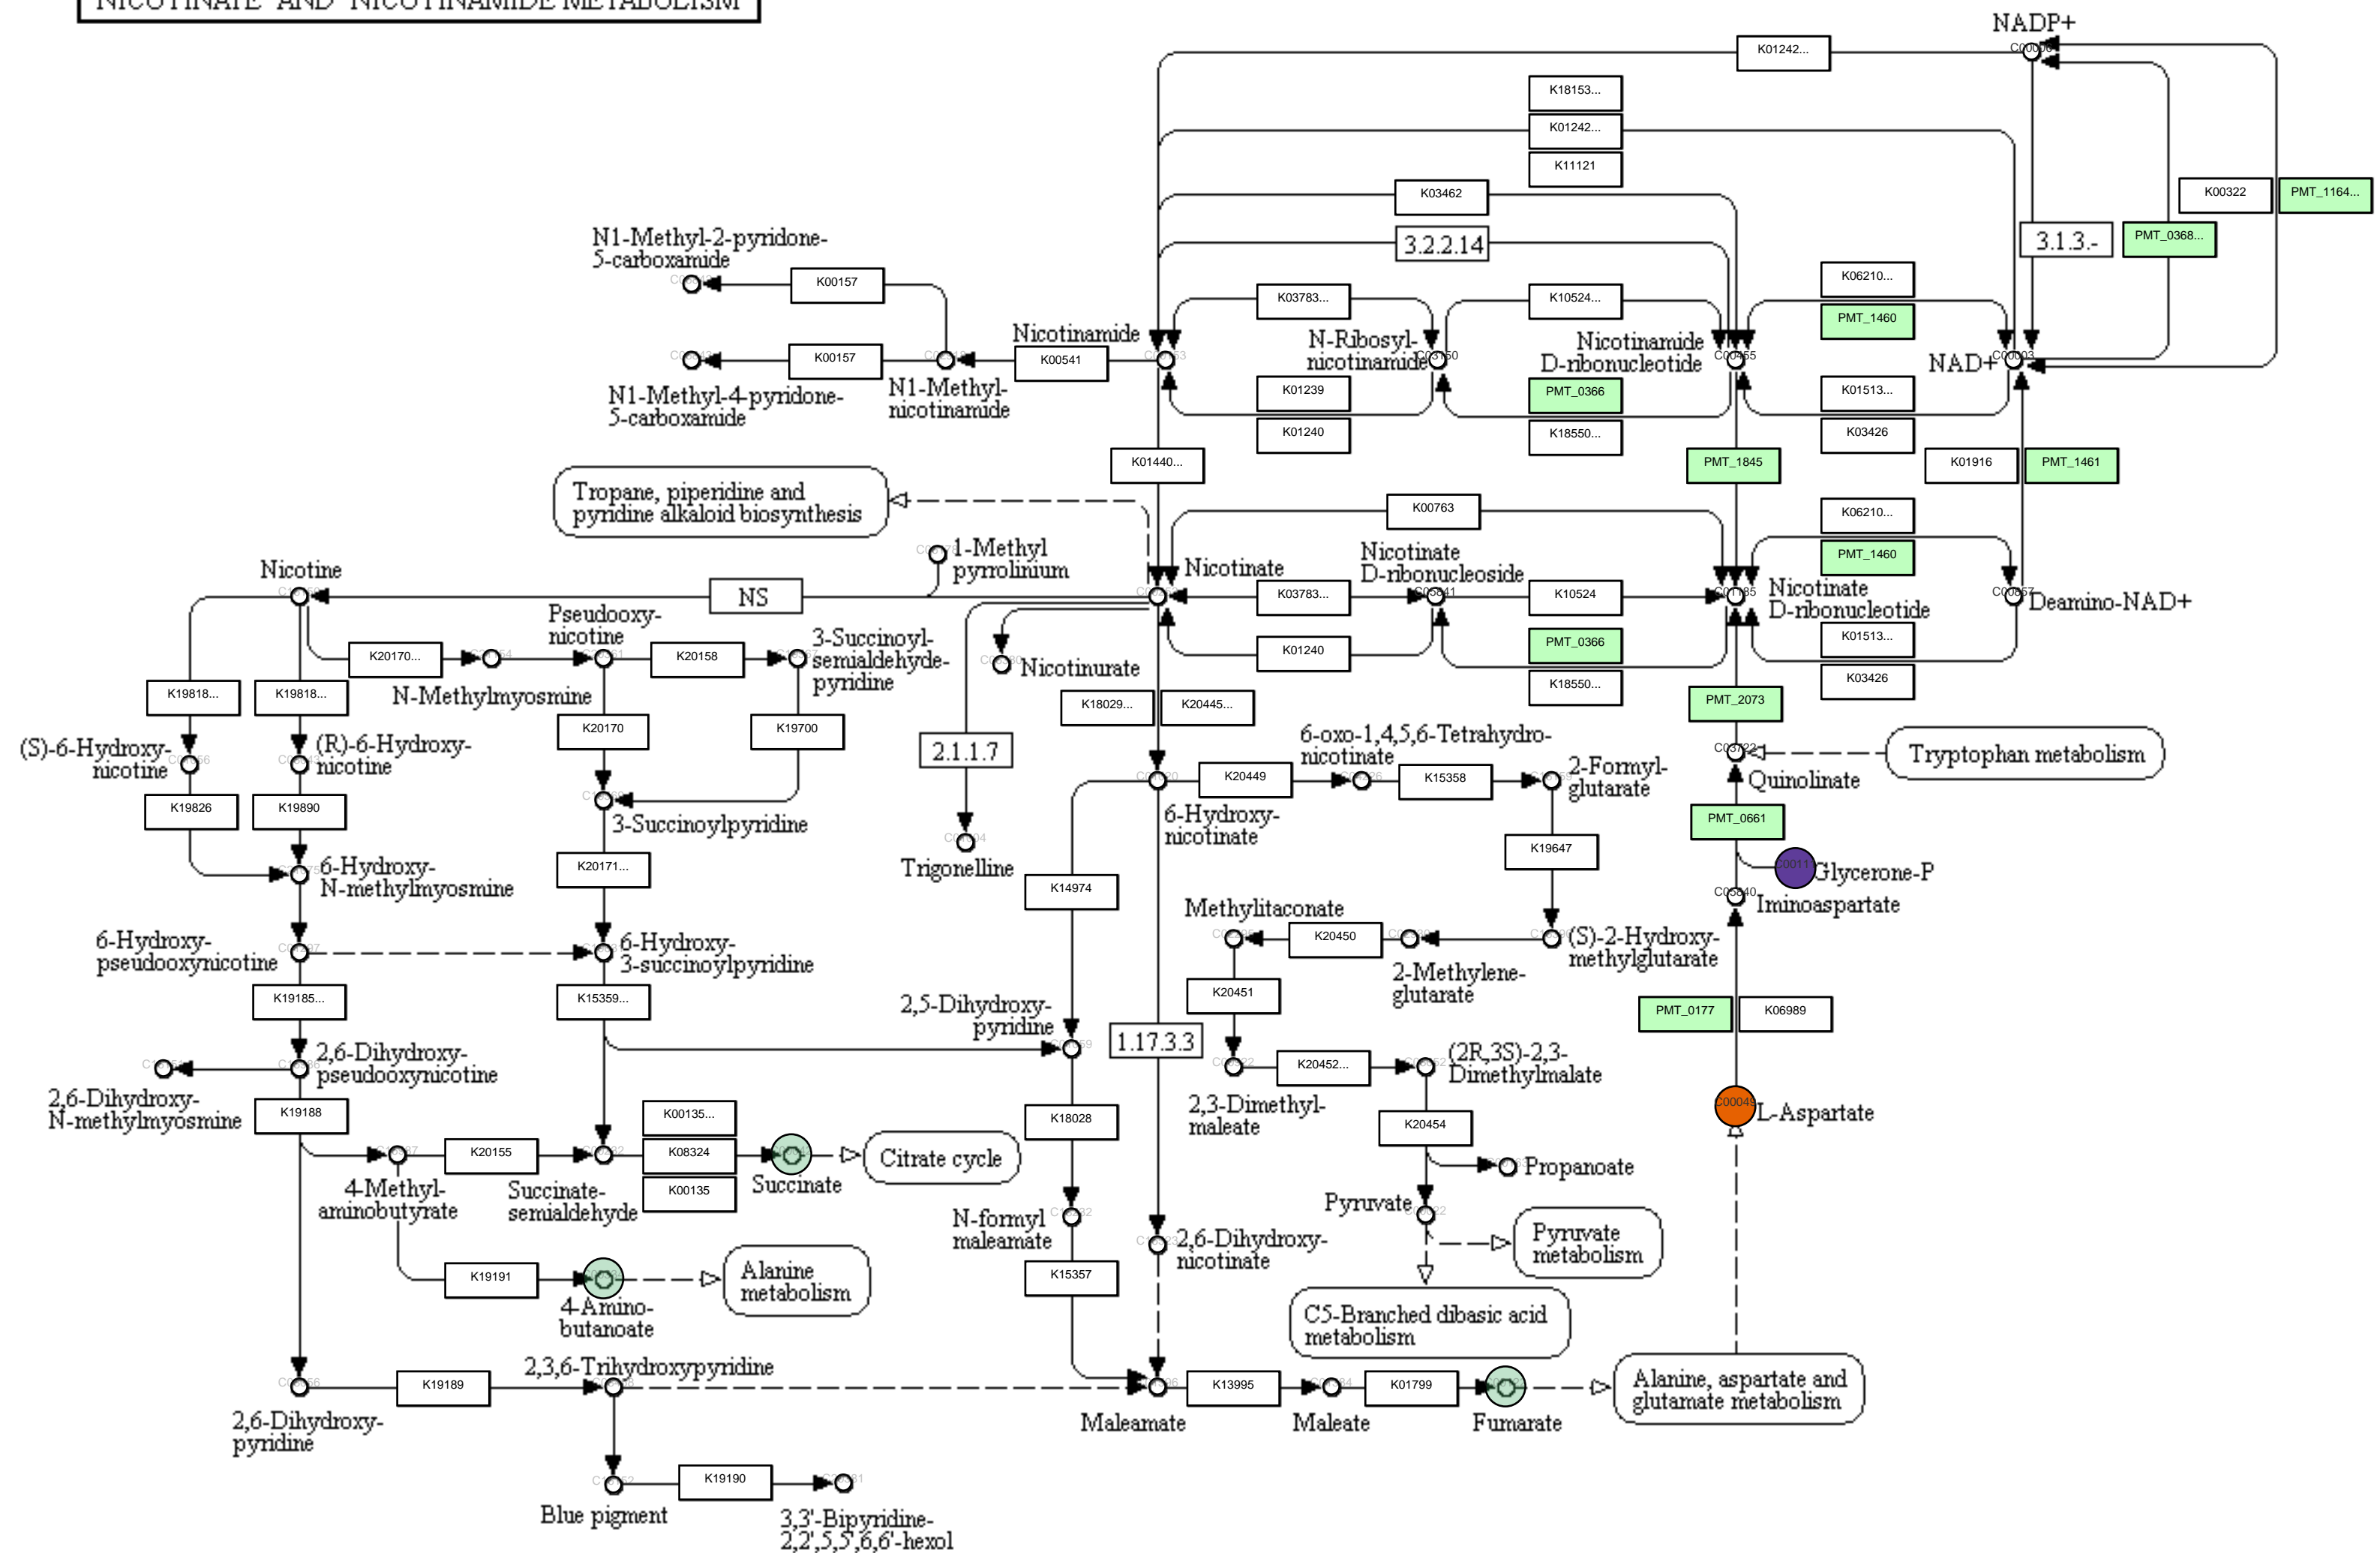 NICOTINATE AND NICOTINAMIDE METABOLISM
NADP+
K01242...
K18153...
K01242...
K11121
K03462
K00322
PMT_1164...
3.2.2.14
3.1.3.-
PMT_0368...
N1-Methyl-2-pyridone-
5-carboxamide
K00157
K03783...
K10524...
K06210...
PMT_1460
Nicotinamide
N-Ribosyl-
nicotinamide
C03150
Nicotinamide
D-ribonucleotide
C00455
NAD+
C00003
K00157
K00541
N1-Methyl-4-pyridone-
5-carboxamide
N1-Methyl-
nicotinamide
K01239
K01240
PMT_0366
K18550...
K01513...
K03426
K01440...
PMT_1845
K01916
PMT_1461
Tropane, piperidine and
pyridine alkaloid biosynthesis
K00763
K06210...
PMT_1460
1-Methyl
pyrrolinium
Nicotine
NS
Nicotinate
Nicotinate
D-ribonucleoside
C05841
K03783...
K10524
C01185
Nicotinate
D-ribonucleotide
C00857
Deamino-NAD+
Pseudooxy-
nicotine
K20170...
K20158
3-Succinoyl-
semialdehyde-
pyridine
Nicotinurate
K01240
PMT_0366
K18550...
K01513...
K03426
K19818...
K19818...
N-Methylmyosmine
K20170
K19700
K18029...
K20445...
PMT_2073
(S)-6-Hydroxy-
nicotine
(R)-6-Hydroxy-
nicotine
2.1.1.7
6-oxo-1,4,5,6-Tetrahydro-
nicotinate
C03722
Tryptophan metabolism
Quinolinate
K20449
K15358
2-Formyl-
glutarate
K19826
K19890
3-Succinoylpyridine
6-Hydroxy-
nicotinate
PMT_0661
Trigonelline
K20171...
K19647
6-Hydroxy-
N-methylmyosmine
K14974
Glycerone-P
C05840
Iminoaspartate
Methylitaconate
K20450
(S)-2-Hydroxy-
methylglutarate
6-Hydroxy-
pseudooxynicotine
6-Hydroxy-
3-succinoylpyridine
2-Methylene-
glutarate
K19185...
K15359...
2,5-Dihydroxy-
pyridine
K20451
PMT_0177
K06989
1.17.3.3
2,6-Dihydroxy-
pseudooxynicotine
K20452...
(2R,3S)-2,3-
Dimethylmalate
2,6-Dihydroxy-
N-methylmyosmine
K19188
K00135...
K18028
2,3-Dimethyl-
maleate
K20454
C00049
L-Aspartate
K20155
K08324
K00135
Succinate
Citrate cycle
Propanoate
4-Methyl-
aminobutyrate
Succinate-
semialdehyde
N-formyl
maleamate
Pyruvate
2,6-Dihydroxy-
nicotinate
Pyruvate
metabolism
K19191
4-Amino-
butanoate
Alanine
metabolism
K15357
C5-Branched dibasic acid
metabolism
2,3,6-Trihydroxypyridine
K19189
K13995
K01799
Alanine, aspartate and
glutamate metabolism
2,6-Dihydroxy-
pyridine
Maleamate
Maleate
Fumarate
K19190
Blue pigment
3,3'-Bipyridine-
2,2',5,5',6,6'-hexol